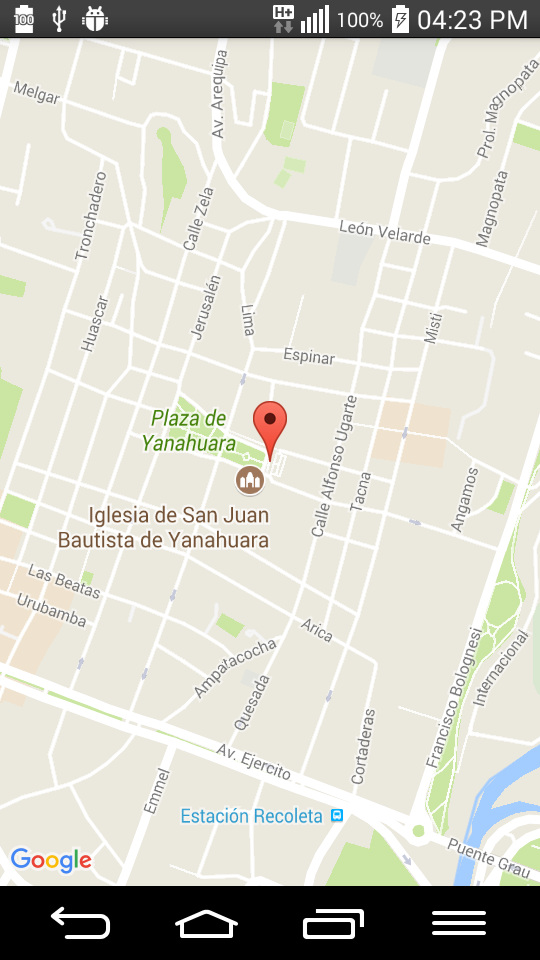 100 H+ 100% 04:23 PM
Melgar
Av. Arequipa
Prol. Magnopata
Tronchadero
Calle Zela
León Velarde
Magnopata
Huascar
Jerusalén
Lima
Espinar
Misti
Plaza de
Yanahuara
Calle Alfonso Ugarte
Tacna
Angamos
Iglesia de San Juan
Bautista de Yanahuara
Las Beatas
Urubamba
Arica
Ampatacocha
Quesada
Cortaderas
Francisco Bolognesi
Internacional
Av. Ejercito
Emmel
Estación Recoleta
Puente Grau
Google